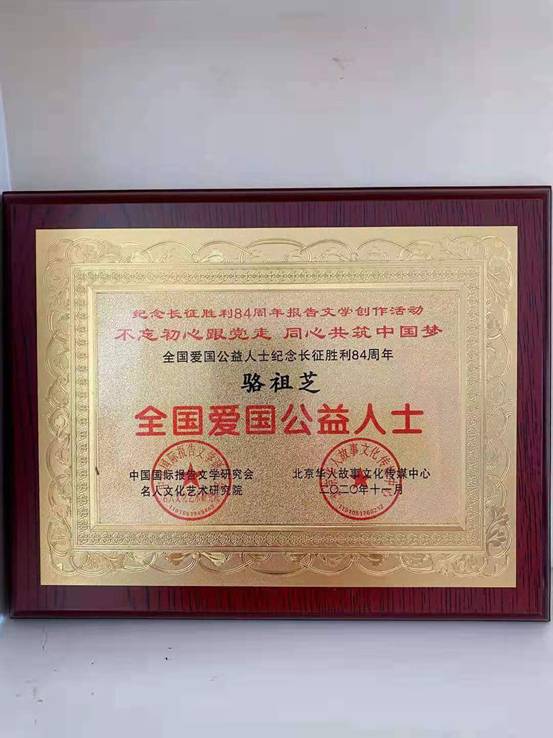 纪念长征胜利84周年报告文学创作活动
不忘初心跟党走 同心共筑中国梦
全国爱国公益人士纪念长征胜利84周年
骆祖芝
全国爱国公益人士
中国国际报告文学研究会
名人文化艺术研究院
北京华人故事文化传媒中心
二〇二〇年十一月